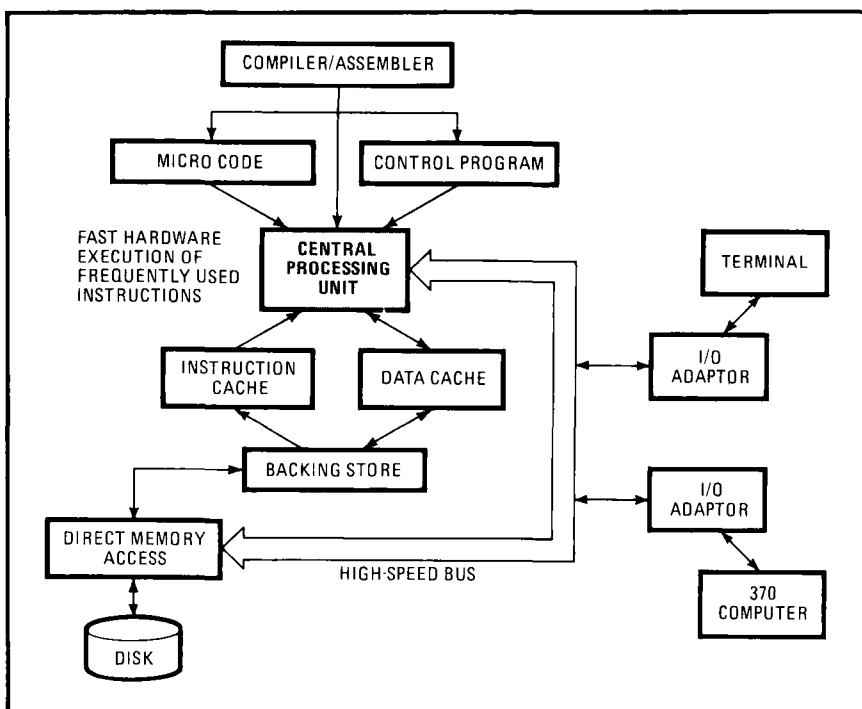 COMPILER/ASSEMBLER
MICRO CODE
CONTROL PROGRAM
FAST HARDWARE
EXECUTION OF
FREQUENTLY USED
INSTRUCTIONS
CENTRAL
PROCESSING
UNIT
TERMINAL
I/O
ADAPTOR
INSTRUCTION
CACHE
DATA CACHE
BACKING STORE
I/O
ADAPTOR
DIRECT MEMORY
ACCESS
HIGH-SPEED BUS
370
COMPUTER
DISK